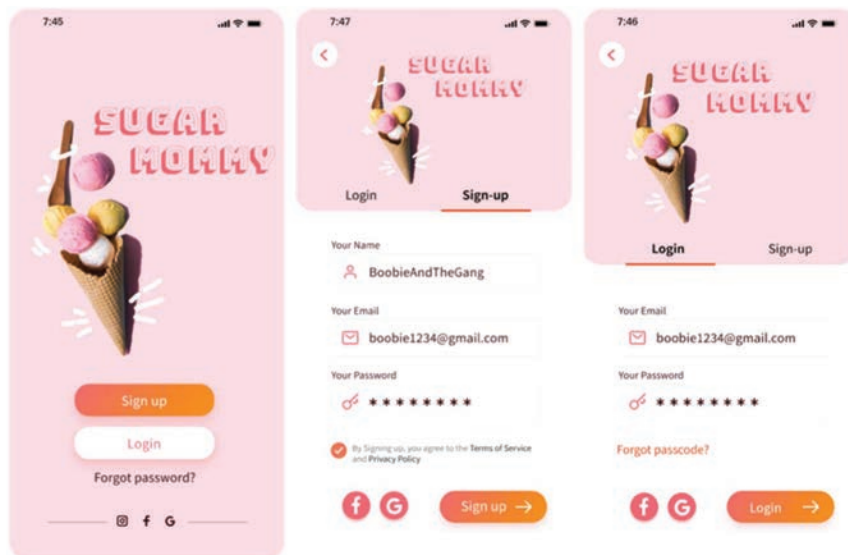 7:45
SUGAR
MOMMY
Sign up
Login
Forgot password?
7:47
SUGAR
MOMMY
Login
Sign-up
Your Name
BoobieAndTheGang
Your Email
boobie1234@gmail.com
Your Password
********
By Signing up, you agree to the Terms of Service
and Privacy Policy
f G
Sign up →
7:46
SUGAR
MOMMY
Login
Sign-up
Your Email
boobie1234@gmail.com
Your Password
********
Forgot passcode?
f G
Login →